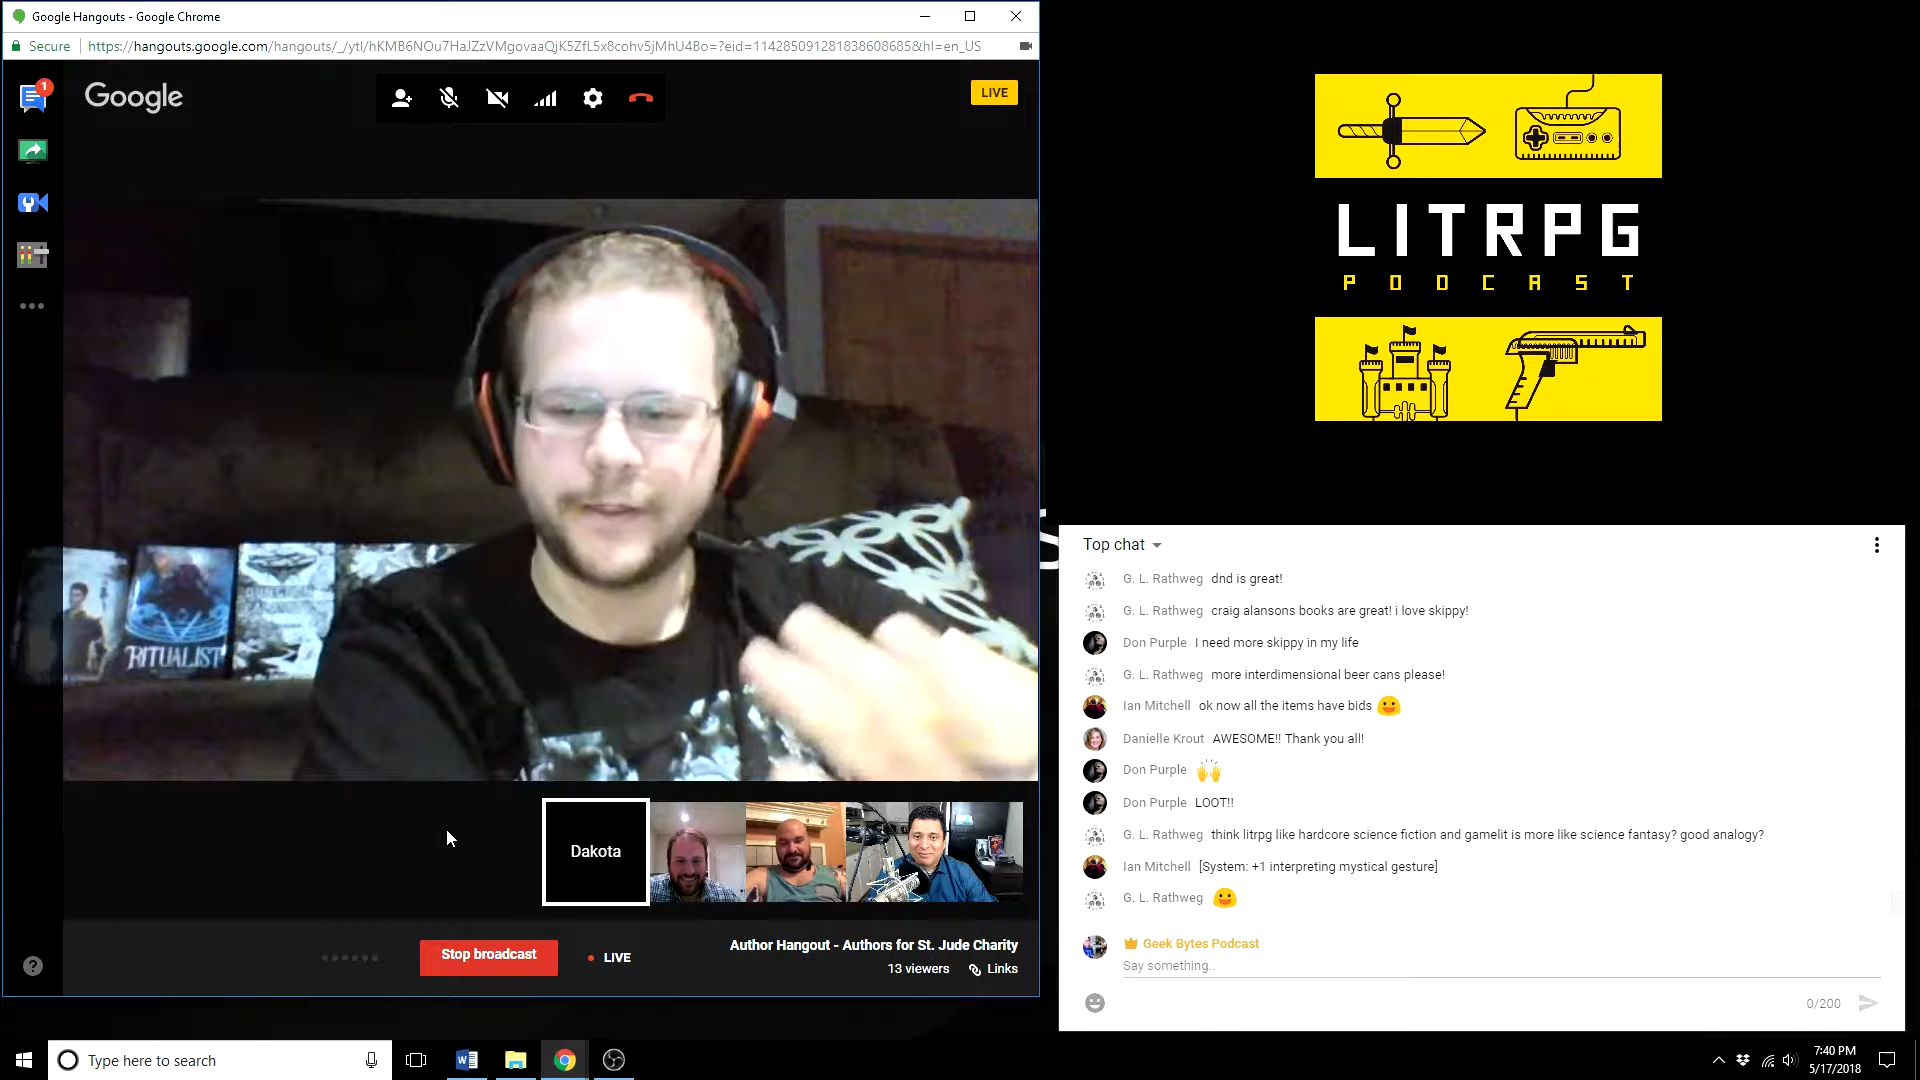 Google Hangouts - Google Chrome
Secure
https://hangouts.google.com/hangouts/_/ytl/hKMB6NOu7HaJZzVMgovaaQjK5ZfL5x8cohv5jMhU4Bo=?eid=114285091281838608685&hl=en_US
1
Google
LIVE
RITUALIST
Dakota
Stop broadcast
LIVE
Author Hangout - Authors for St. Jude Charity
13 viewers
Links
LITRPG
PODCAST
Top chat
G. L. Rathweg dnd is great!
G. L. Rathweg craig alansons books are great! i love skippy!
Don Purple I need more skippy in my life
G. L. Rathweg more interdimensional beer cans please!
Ian Mitchell ok now all the items have bids
Danielle Krout AWESOME!! Thank you all!
Don Purple
Don Purple LOOT!!
G. L. Rathweg think litrpg like hardcore science fiction and gamelit is more like science fantasy? good analogy?
Ian Mitchell [System: +1 interpreting mystical gesture]
G. L. Rathweg
Geek Bytes Podcast
Say something..
0/200
Type here to search
7:40 PM
5/17/2018